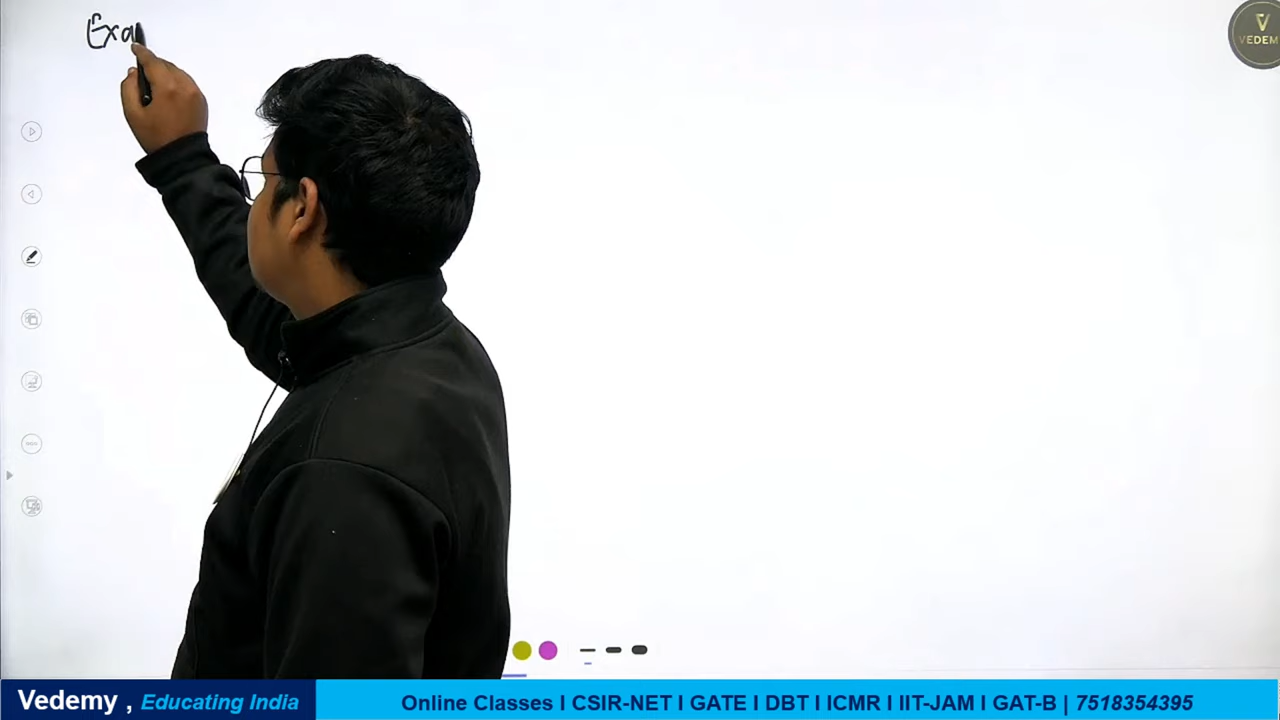 Exa
VEDEM
Vedemy , Educating India
Online Classes I CSIR-NET I GATE I DBT I ICMR I IIT-JAM I GAT-B | 7518354395